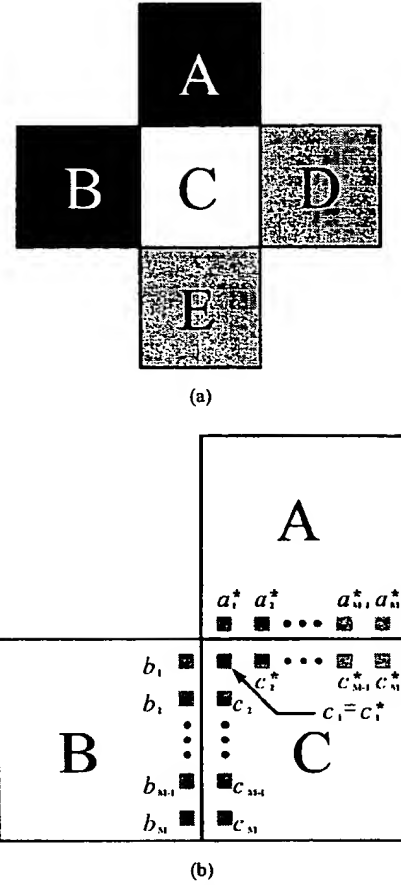 A
B C D
E
(a)
A
a*₁ a*₂ ••• a*ₘ₋₁ a*ₘ
b₁ c*₂ ••• c*ₘ₋₁ c*ₘ
b₂ c₂ c₁=c*₁
B C
bₘ₋₁ cₘ₋₁
bₘ cₘ
(b)